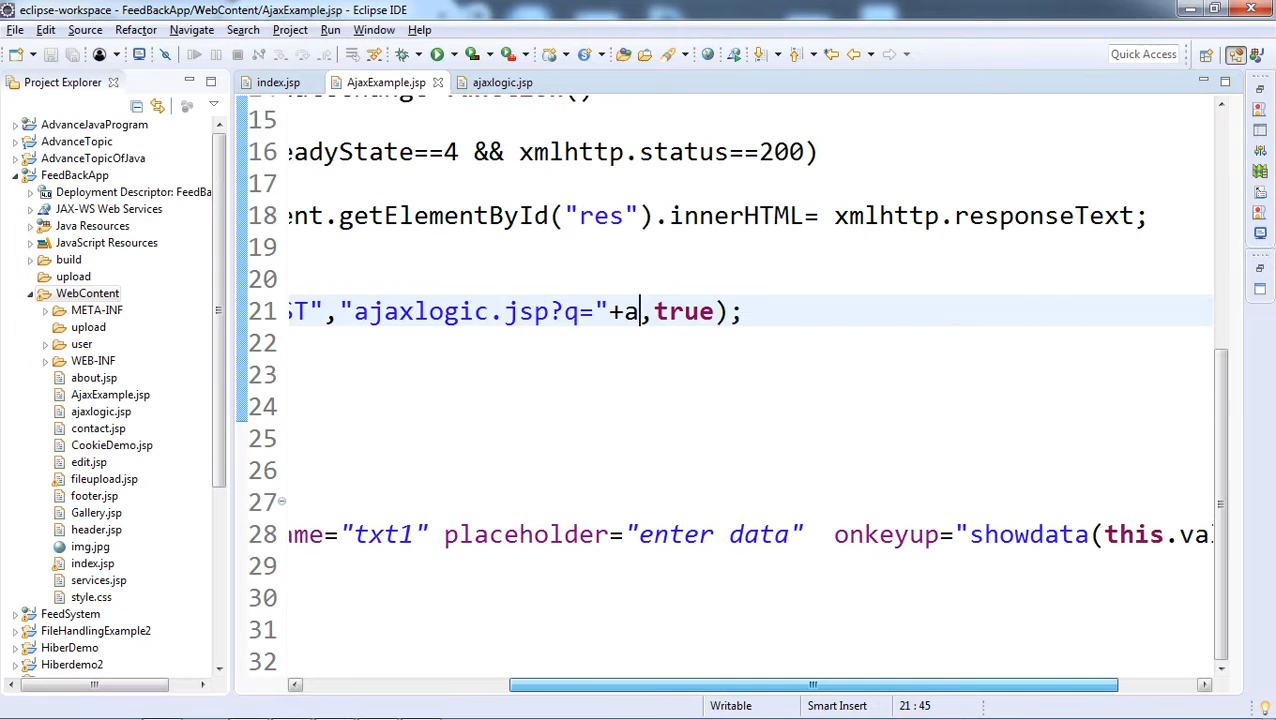 eclipse-workspace - FeedBackApp/WebContent/AjaxExample.jsp - Eclipse IDE
File Edit Source Refactor Navigate Search Project Run Window Help
Quick Access
Project Explorer
index.jsp
AjaxExample.jsp
ajaxlogic.jsp
AdvanceJavaProgram
AdvanceTopic
AdvanceTopicOfJava
FeedBackApp
Deployment Descriptor: FeedBa
JAX-WS Web Services
Java Resources
JavaScript Resources
build
upload
WebContent
META-INF
upload
user
WEB-INF
about.jsp
AjaxExample.jsp
ajaxlogic.jsp
contact.jsp
CookieDemo.jsp
edit.jsp
fileupload.jsp
footer.jsp
Gallery.jsp
header.jsp
img.jpg
index.jsp
services.jsp
style.css
FeedSystem
FileHandlingExample2
HiberDemo
Hiberdemo2
15
16 eadyState==4 && xmlhttp.status==200)
17
18 ent.getElementById("res").innerHTML= xmlhttp.responseText;
19
20
21 ST","ajaxlogic.jsp?q="+a,true);
22
23
24
25
26
27
28 ame="txt1" placeholder="enter data" onkeyup="showdata(this.val
29
30
31
32
Writable Smart Insert 21 : 45